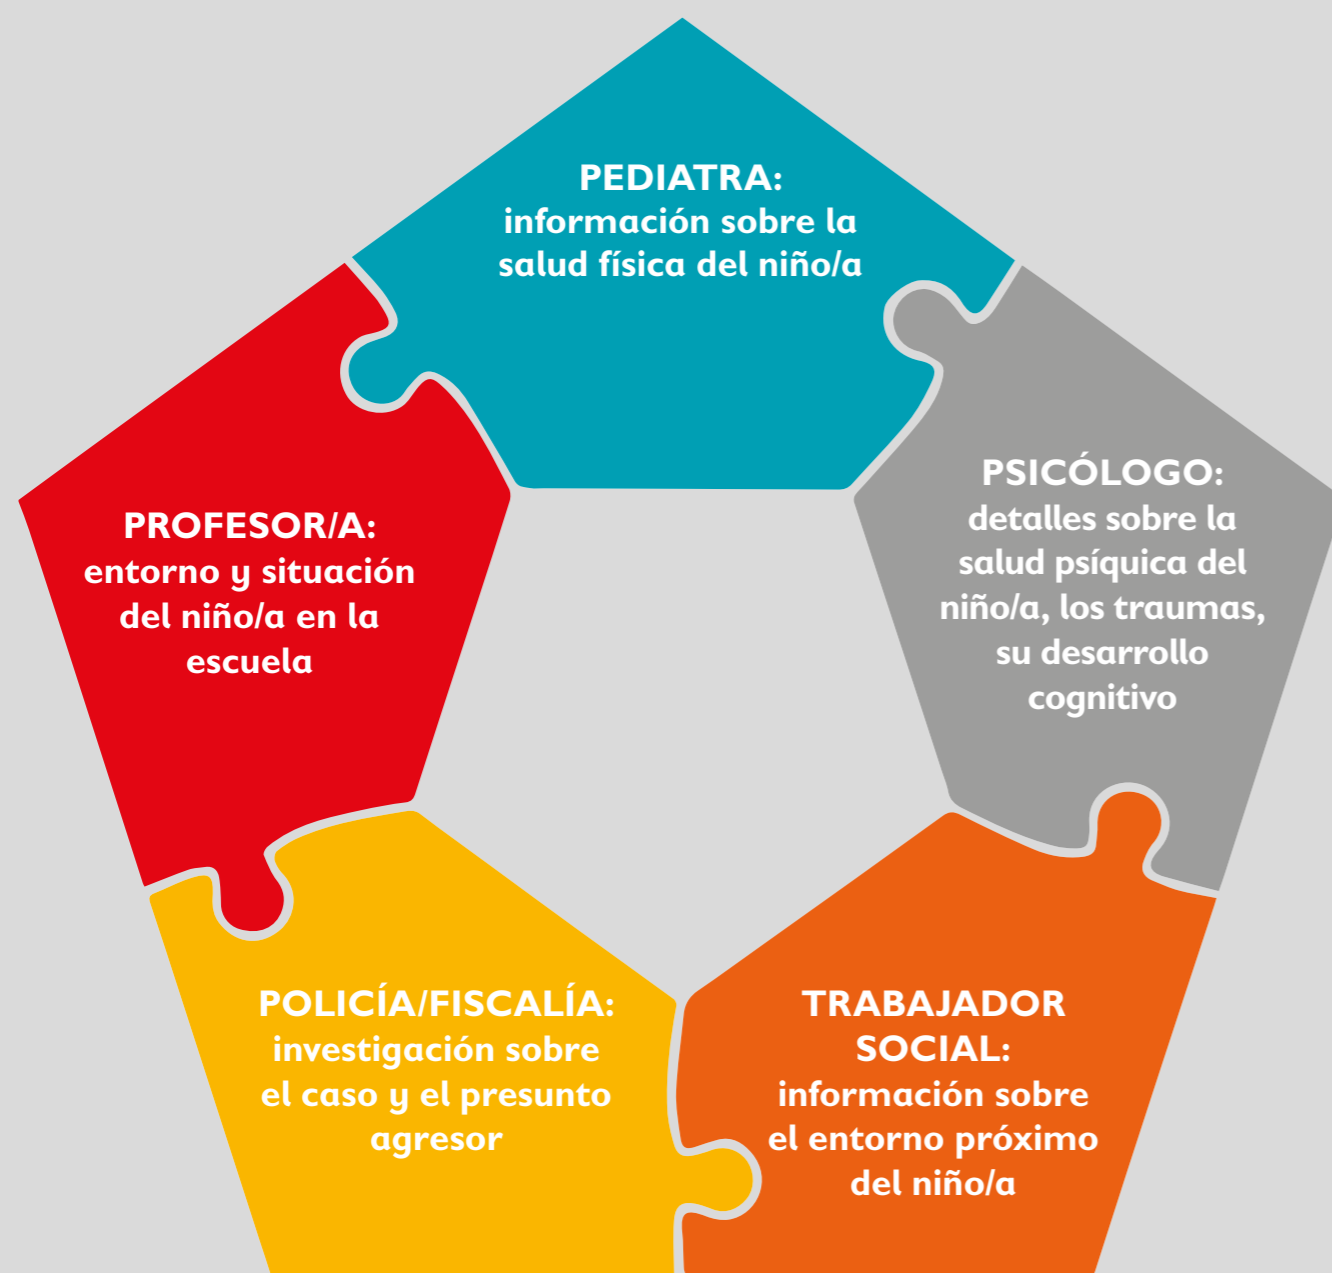 PEDIATRA:
información sobre la
salud física del niño/a
PSICÓLOGO:
detalles sobre la
salud psíquica del
niño/a, los traumas,
su desarrollo
cognitivo
PROFESOR/A:
entorno y situación
del niño/a en la
escuela
POLICÍA/FISCALÍA:
investigación sobre
el caso y el presunto
agresor
TRABAJADOR
SOCIAL:
información sobre
el entorno próximo
del niño/a